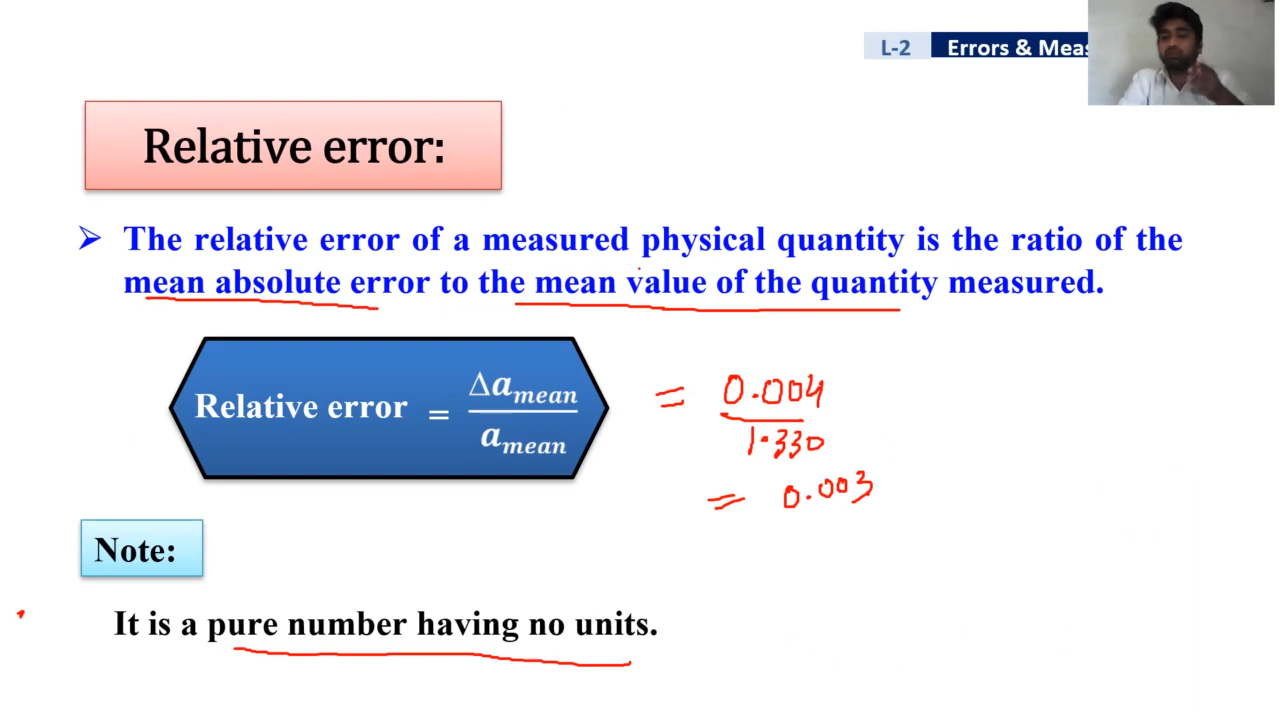 L-2 Errors & Meas
Relative error:
➢ The relative error of a measured physical quantity is the ratio of the
mean absolute error to the mean value of the quantity measured.
Relative error = Δa_mean / a_mean
= 0.004 / 1.330
= 0.003
Note:
It is a pure number having no units.